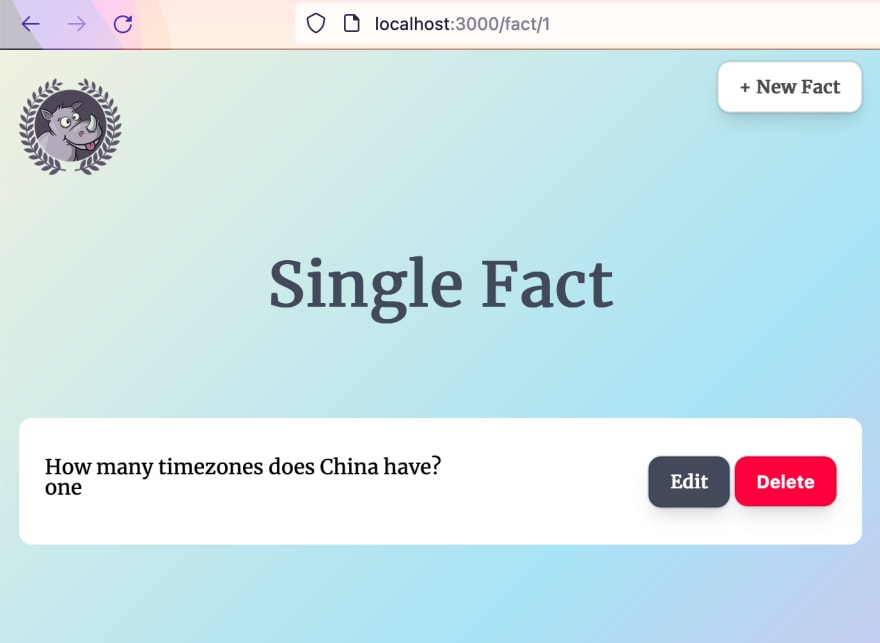 localhost:3000/fact/1
+ New Fact
Single Fact
How many timezones does China have?
one
Edit
Delete